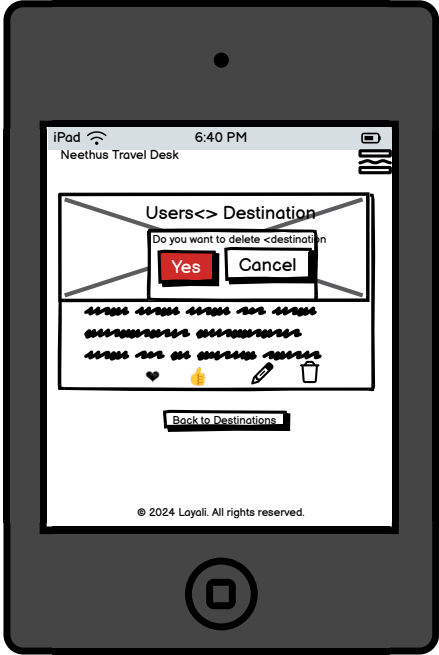 iPad 6:40 PM
Neethus Travel Desk
Users<> Destination
Do you want to delete <destination
Yes Cancel
Back to Destinations
© 2024 Layali. All rights reserved.